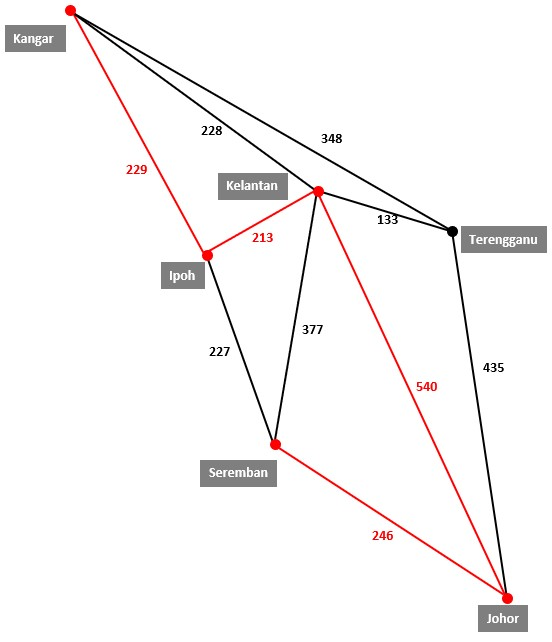 Kangar
228
348
229
Kelantan
133
213
Terengganu
Ipoh
377
227
435
540
Seremban
246
Johor